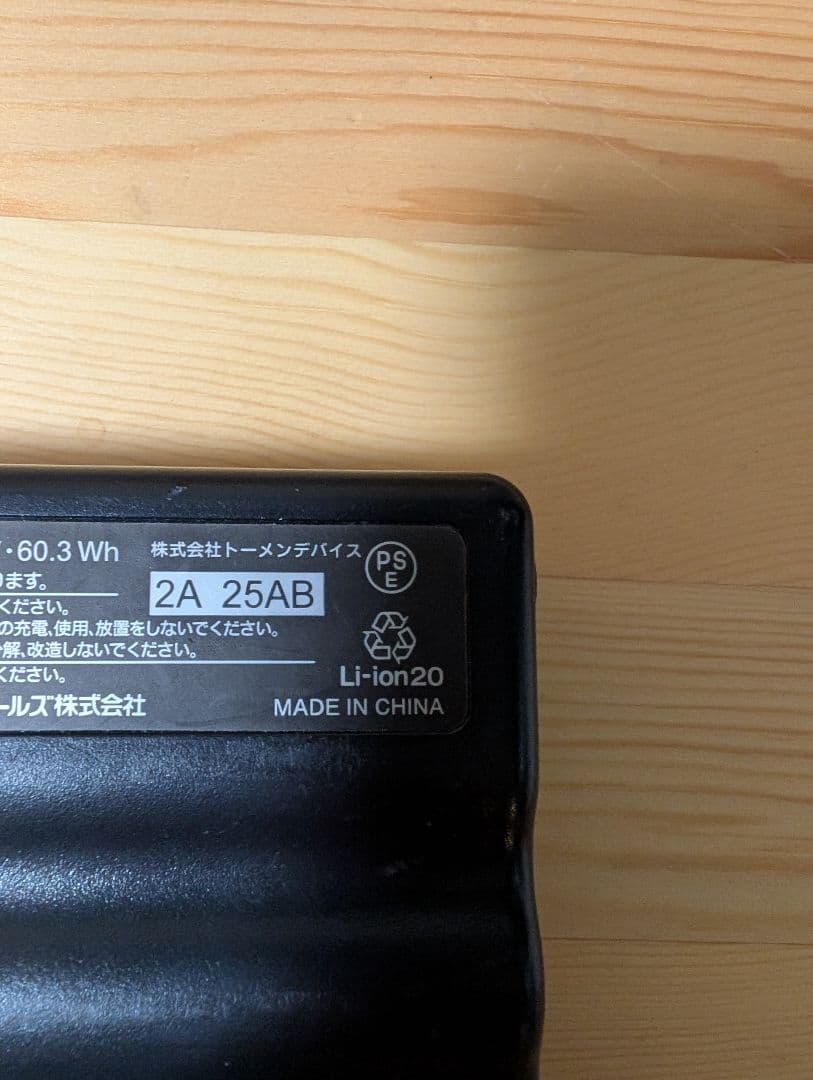 ・60.3 Wh 株式会社トーメンデバイス PS E
ります。
2A 25AB
ください。
の充電、使用、放置をしないでください。
解、改造しないでください。
ください。
Li-ion20
ールズ株式会社 MADE IN CHINA